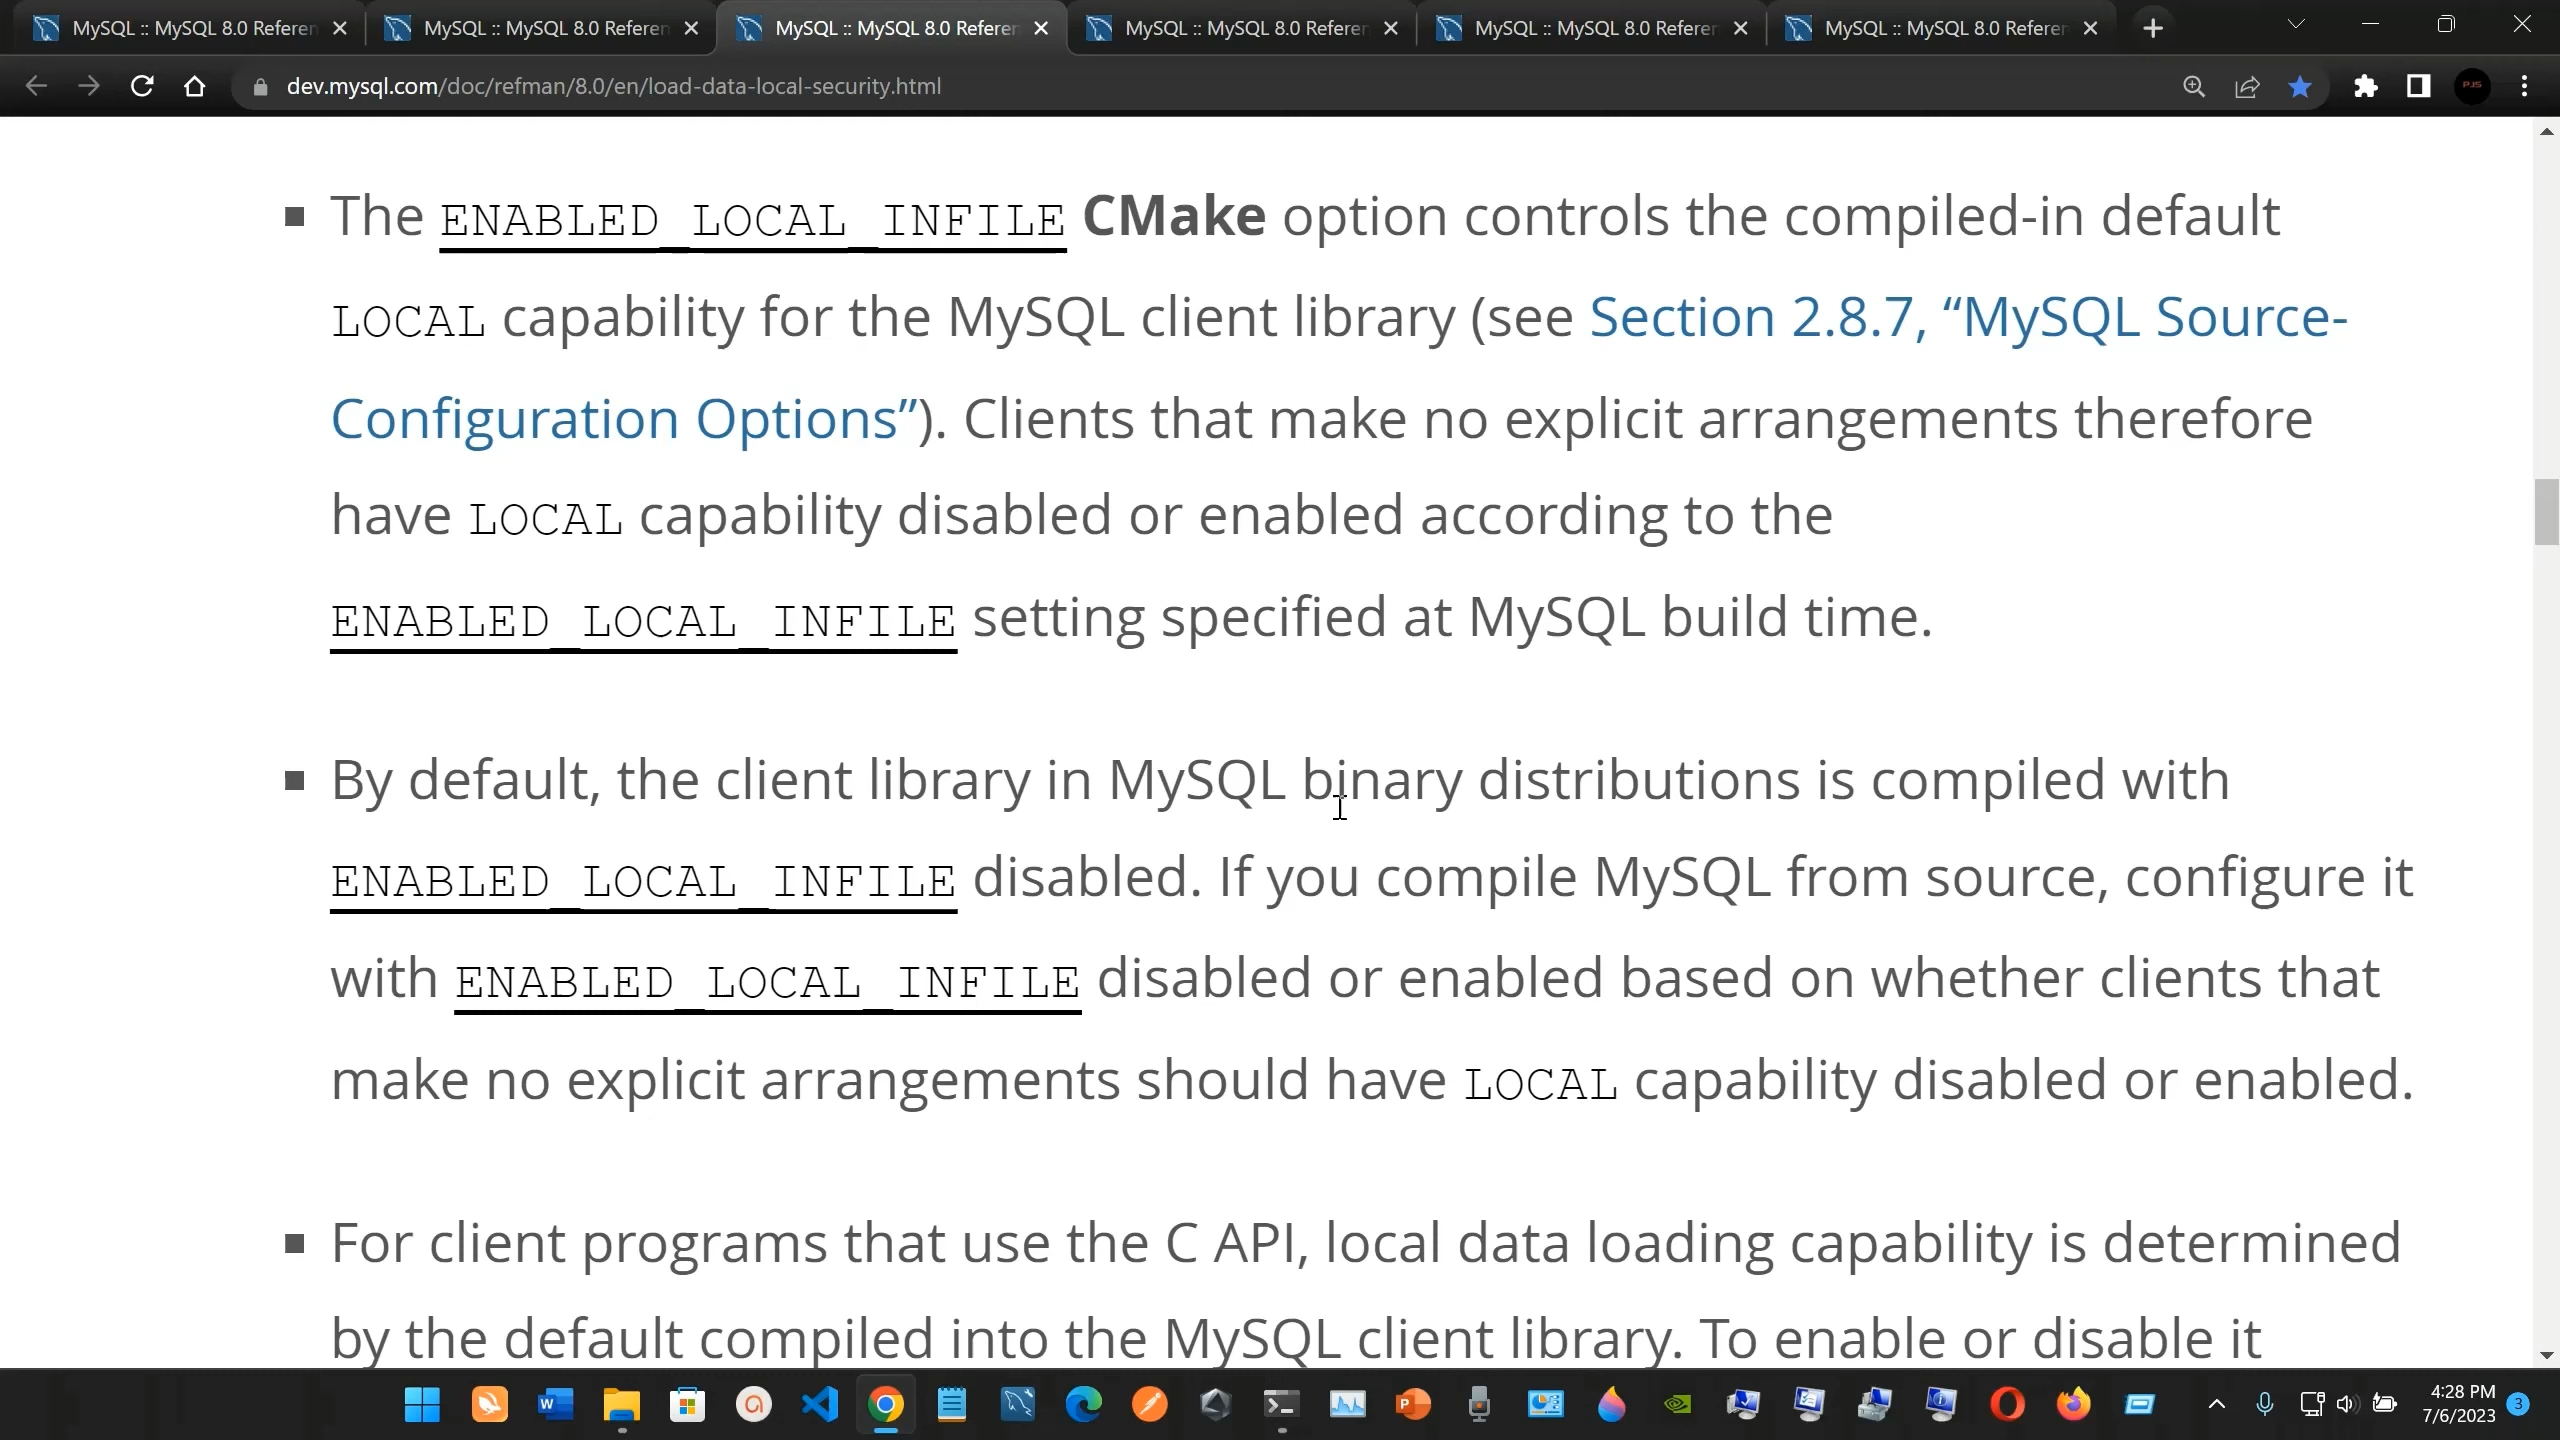 MySQL :: MySQL 8.0 Referen
MySQL :: MySQL 8.0 Referen
MySQL :: MySQL 8.0 Referen
MySQL :: MySQL 8.0 Referen
MySQL :: MySQL 8.0 Referen
MySQL :: MySQL 8.0 Referen
dev.mysql.com/doc/refman/8.0/en/load-data-local-security.html
PJS
The ENABLED_LOCAL_INFILE CMake option controls the compiled-in default
LOCAL capability for the MySQL client library (see Section 2.8.7, “MySQL Source-
Configuration Options”). Clients that make no explicit arrangements therefore
have LOCAL capability disabled or enabled according to the
ENABLED_LOCAL_INFILE setting specified at MySQL build time.
By default, the client library in MySQL binary distributions is compiled with
ENABLED_LOCAL_INFILE disabled. If you compile MySQL from source, configure it
with ENABLED_LOCAL_INFILE disabled or enabled based on whether clients that
make no explicit arrangements should have LOCAL capability disabled or enabled.
For client programs that use the C API, local data loading capability is determined
by the default compiled into the MySQL client library. To enable or disable it
4:28 PM
7/6/2023
3